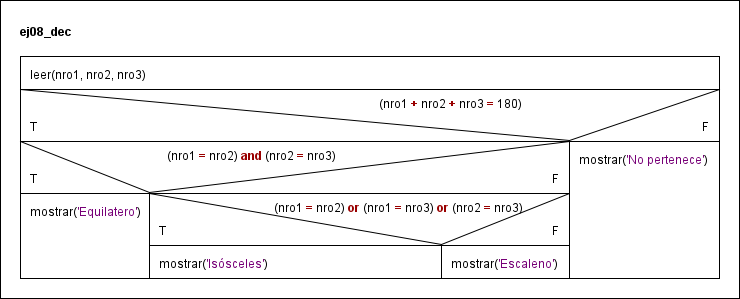 ej08_dec
leer(nro1, nro2, nro3)
(nro1 + nro2 + nro3 = 180)
T
F
(nro1 = nro2) and (nro2 = nro3)
T
F
mostrar('No pertenece')
mostrar('Equilatero')
(nro1 = nro2) or (nro1 = nro3) or (nro2 = nro3)
T
F
mostrar('Isósceles')
mostrar('Escaleno')